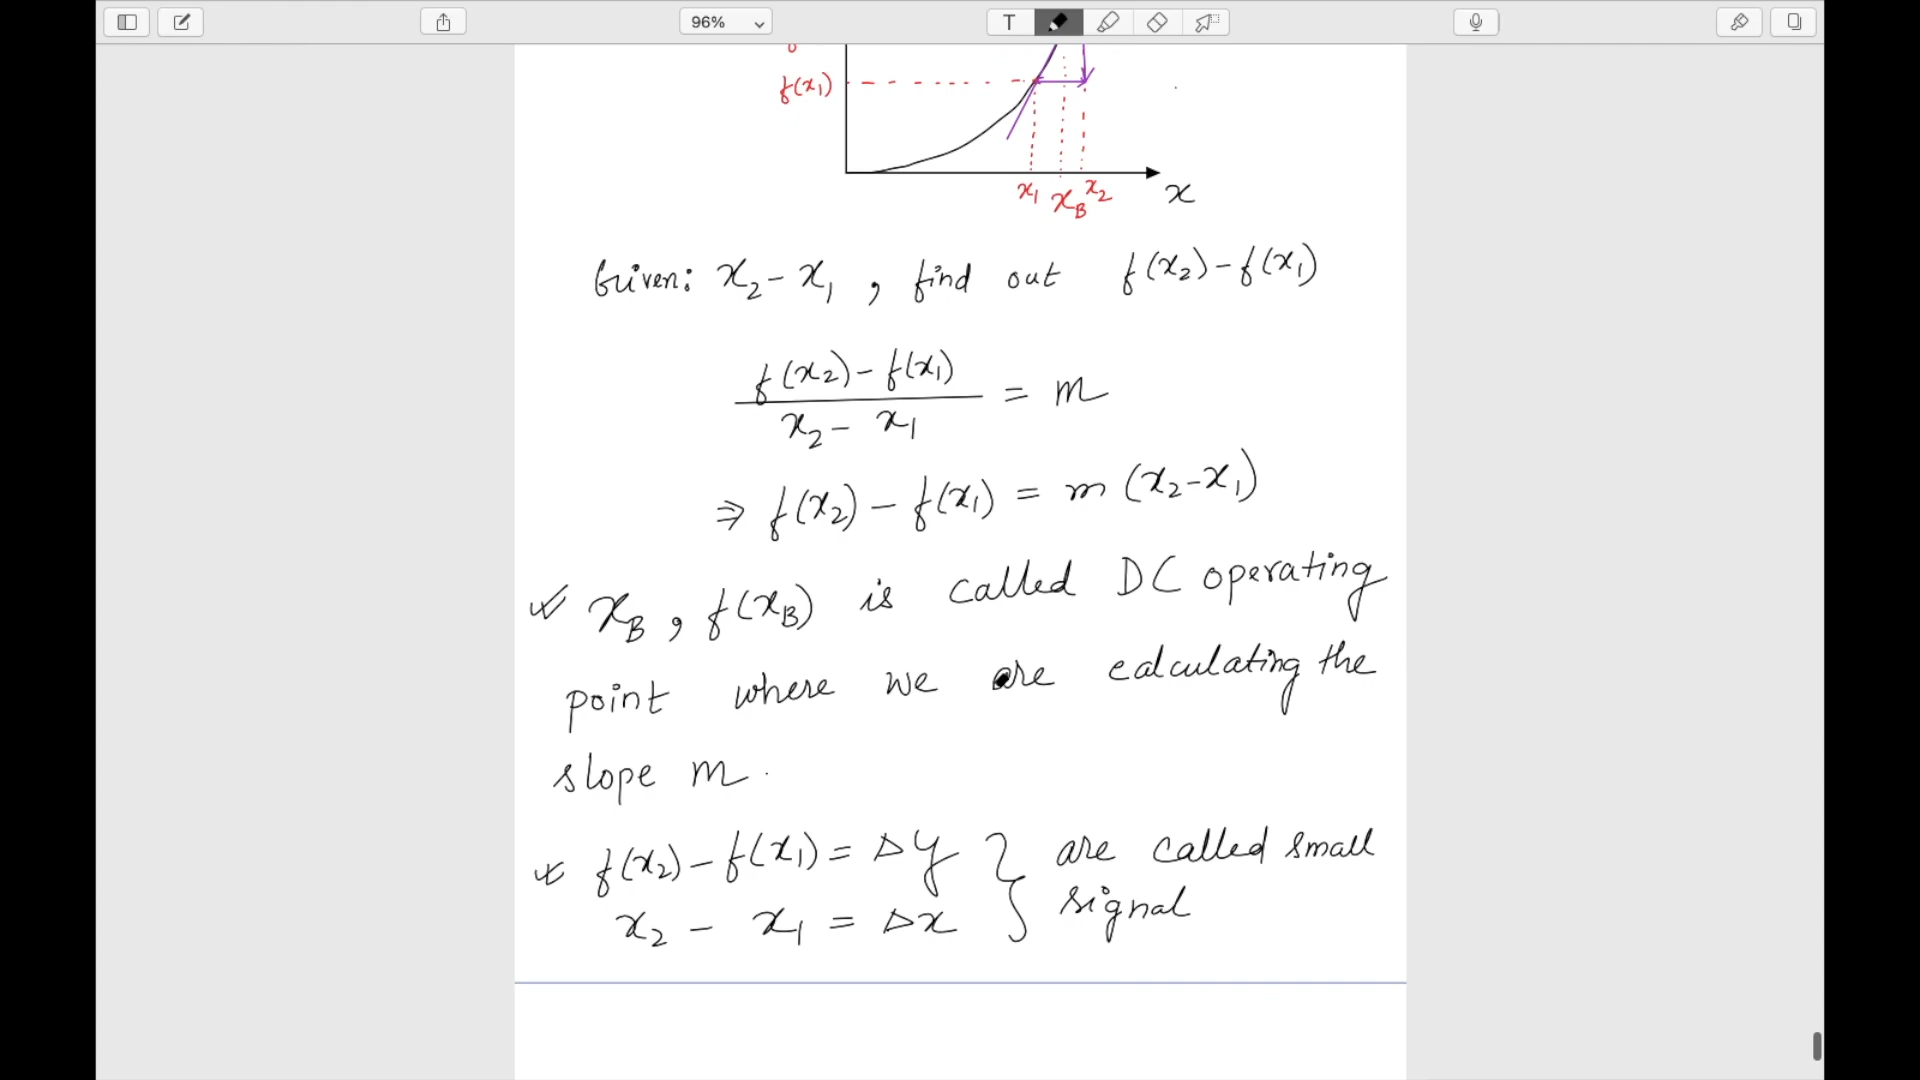 96%
T
f(x₁)
x₁ x_B x₂ x
Given: x₂ - x₁ , find out f(x₂) - f(x₁)
f(x₂) - f(x₁)
x₂ - x₁
= m
⇒ f(x₂) - f(x₁) = m (x₂-x₁)
x_B , f(x_B) is called DC operating
point where we are calculating the
slope m.
f(x₂) - f(x₁) = Δy } are called small
x₂ - x₁ = Δx signal